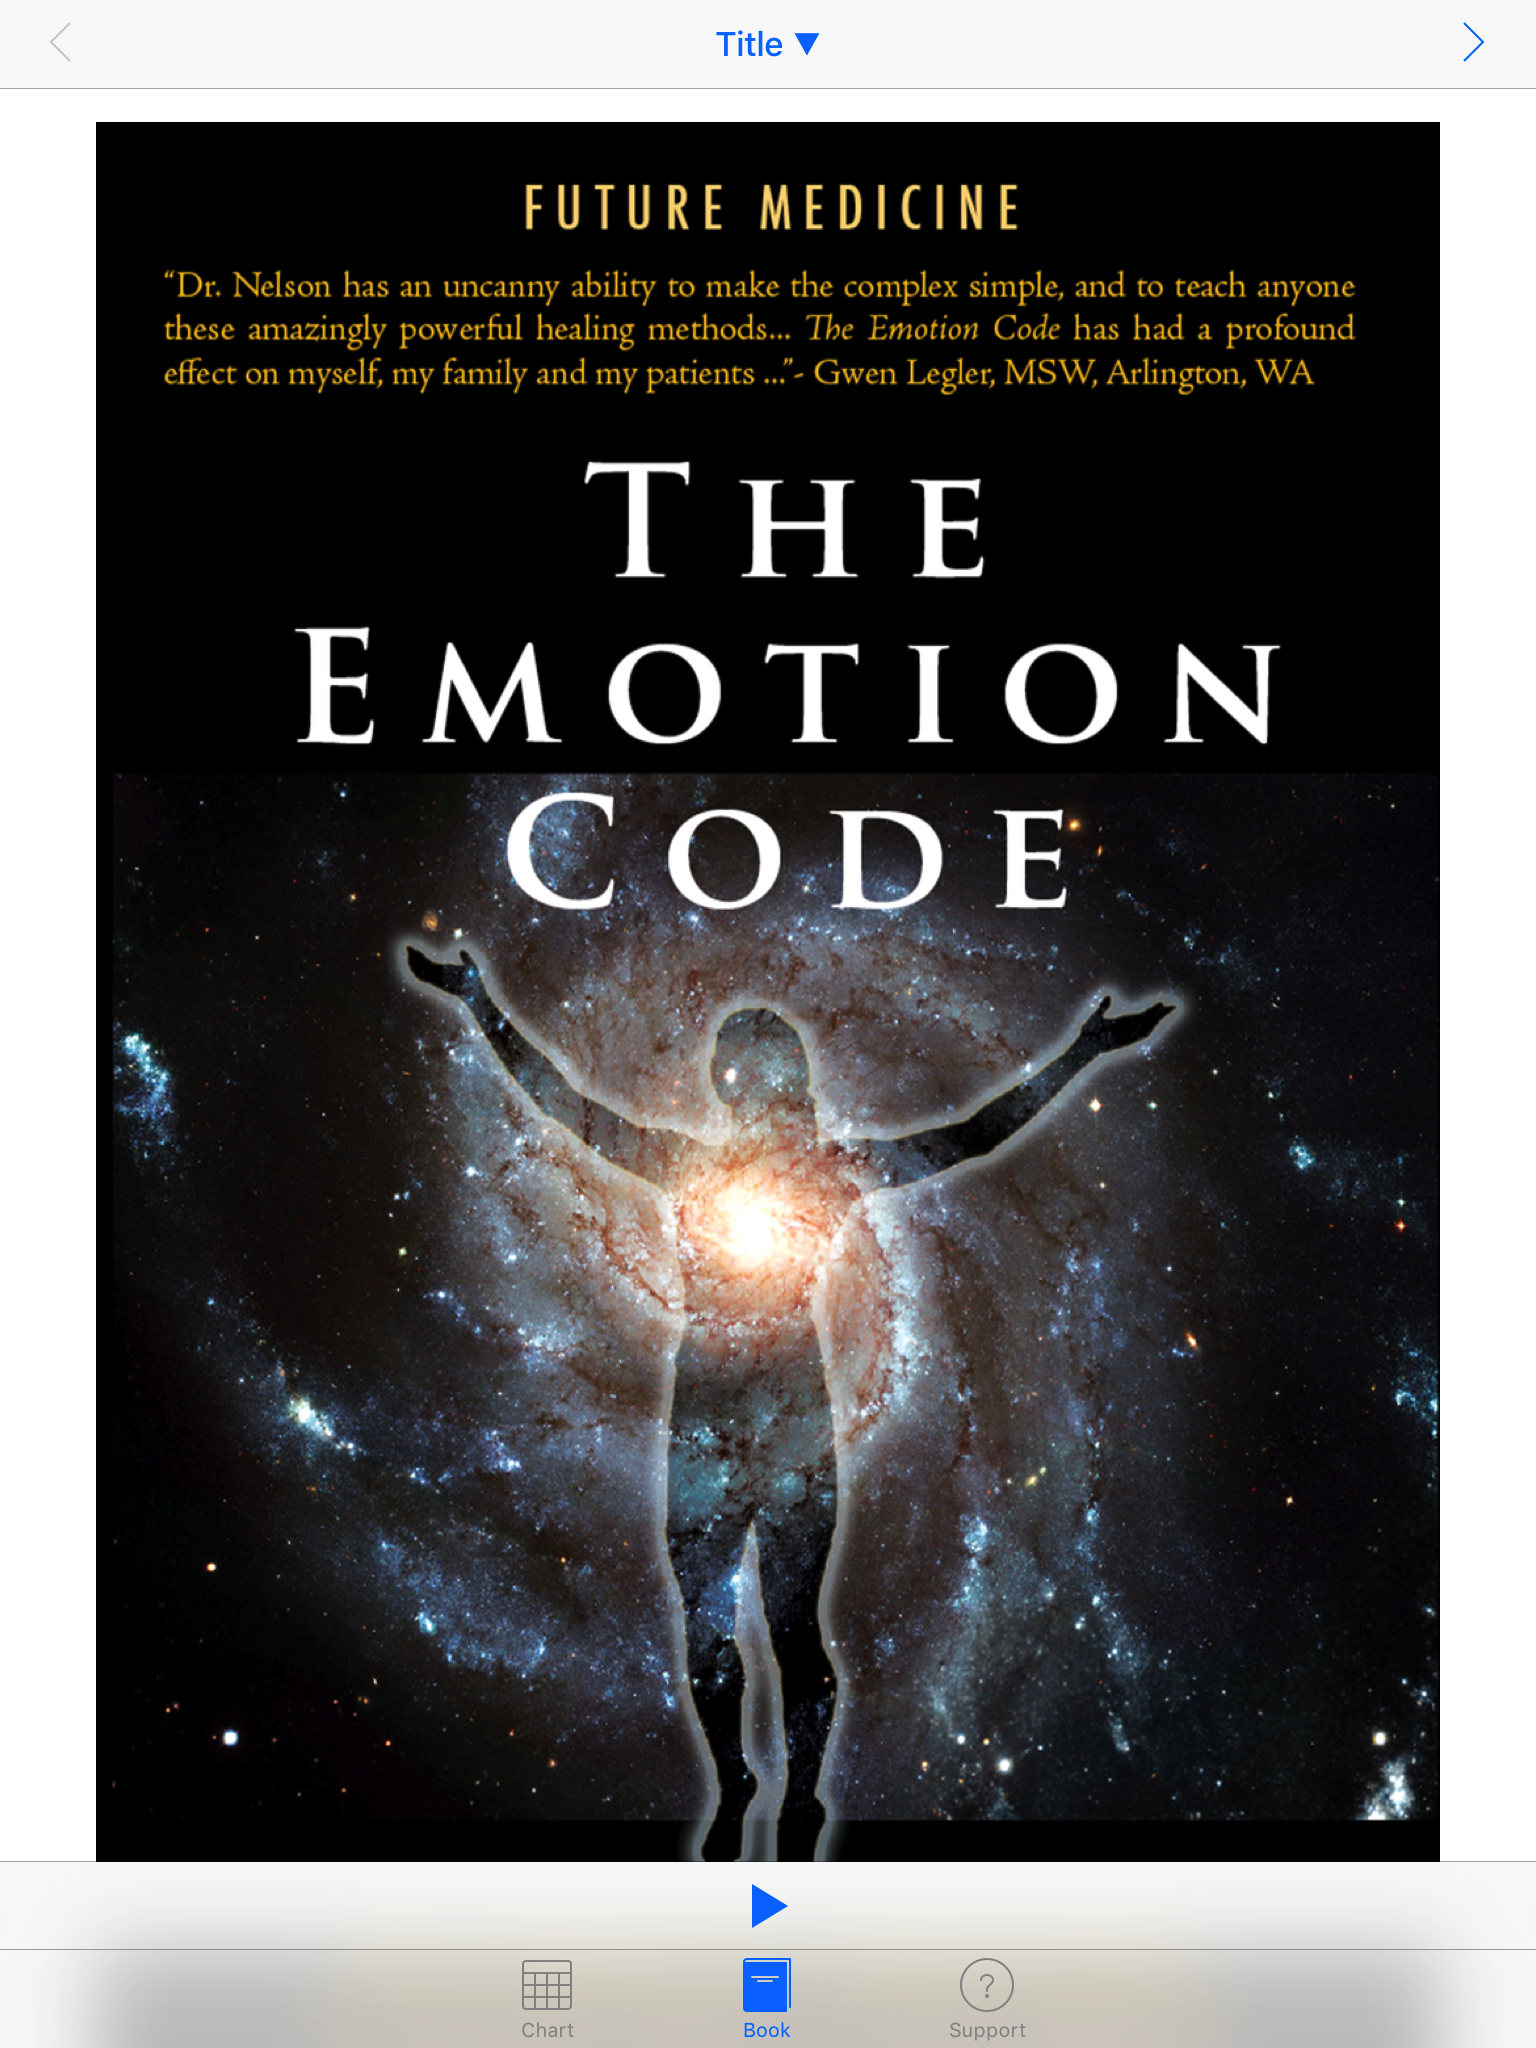 Title ▼
FUTURE MEDICINE
“Dr. Nelson has an uncanny ability to make the complex simple, and to teach anyone
these amazingly powerful healing methods... The Emotion Code has had a profound
effect on myself, my family and my patients ...”- Gwen Legler, MSW, Arlington, WA
THE
EMOTION
CODE
Chart Book Support